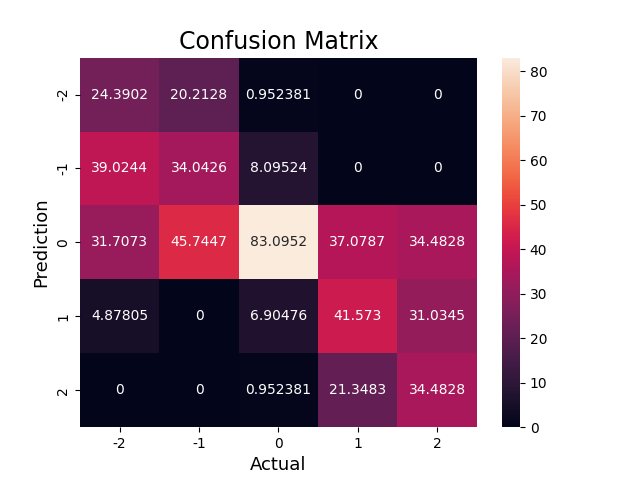 Confusion Matrix
Prediction
-2 24.3902 20.2128 0.952381 0 0
-1 39.0244 34.0426 8.09524 0 0
0 31.7073 45.7447 83.0952 37.0787 34.4828
1 4.87805 0 6.90476 41.573 31.0345
2 0 0 0.952381 21.3483 34.4828
-2 -1 0 1 2
Actual
80
70
60
50
40
30
20
10
0